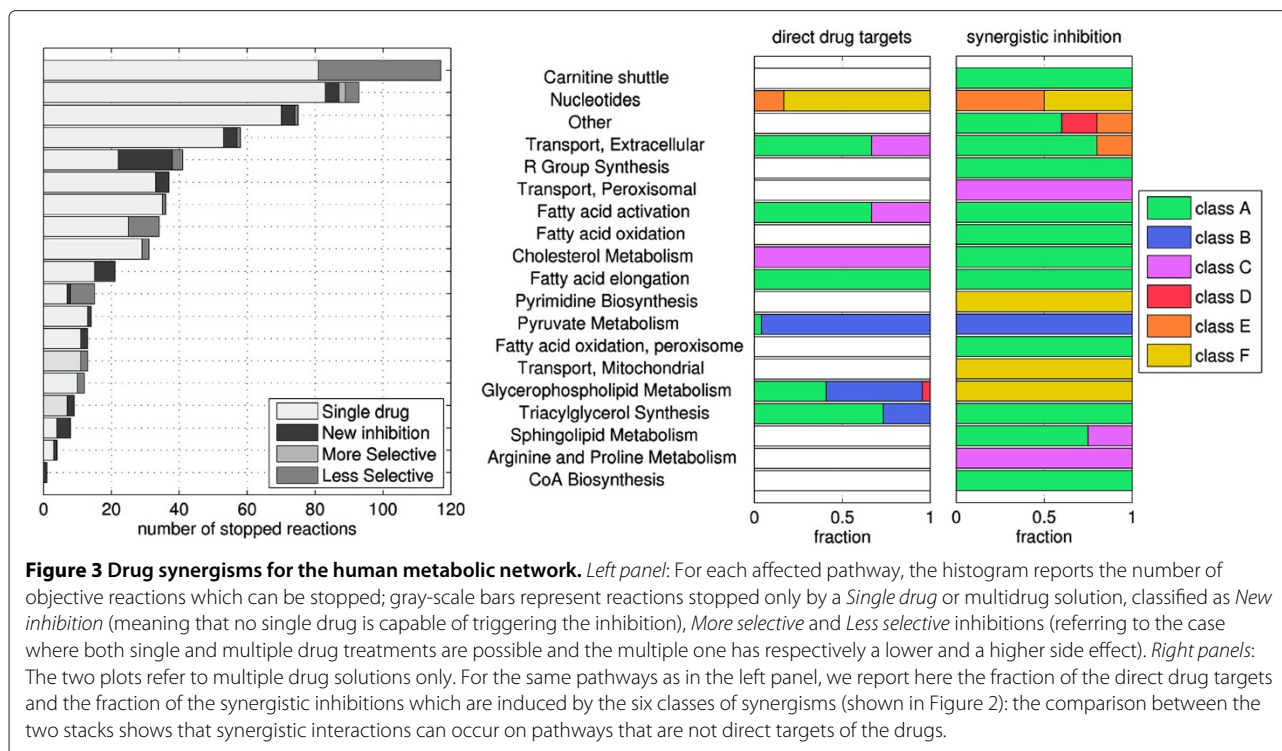 direct drug targets
synergistic inhibition
Carnitine shuttle
Nucleotides
Other
Transport, Extracellular
R Group Synthesis
Transport, Peroxisomal
Fatty acid activation
Fatty acid oxidation
Cholesterol Metabolism
Fatty acid elongation
Pyrimidine Biosynthesis
Pyruvate Metabolism
Fatty acid oxidation, peroxisome
Transport, Mitochondrial
Glycerophospholipid Metabolism
Triacylglycerol Synthesis
Sphingolipid Metabolism
Arginine and Proline Metabolism
CoA Biosynthesis
Single drug
New inhibition
More Selective
Less Selective
0 20 40 60 80 100 120
number of stopped reactions
0 0.5 1
fraction
0 0.5 1
fraction
class A
class B
class C
class D
class E
class F
Figure 3 Drug synergisms for the human metabolic network. Left panel: For each affected pathway, the histogram reports the number of
objective reactions which can be stopped; gray-scale bars represent reactions stopped only by a Single drug or multidrug solution, classified as New
inhibition (meaning that no single drug is capable of triggering the inhibition), More selective and Less selective inhibitions (referring to the case
where both single and multiple drug treatments are possible and the multiple one has respectively a lower and a higher side effect). Right panels:
The two plots refer to multiple drug solutions only. For the same pathways as in the left panel, we report here the fraction of the direct drug targets
and the fraction of the synergistic inhibitions which are induced by the six classes of synergisms (shown in Figure 2): the comparison between the
two stacks shows that synergistic interactions can occur on pathways that are not direct targets of the drugs.